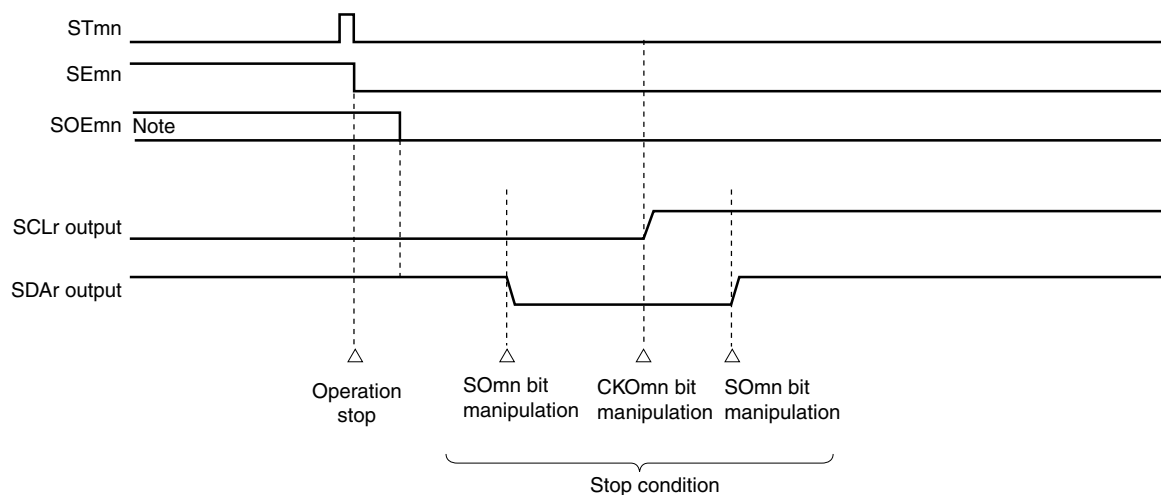 STmn
SEmn
SOEmn Note
SCLr output
SDAr output
Operation
stop
SOmn bit
manipulation
CKOmn bit
manipulation
SOmn bit
manipulation
Stop condition